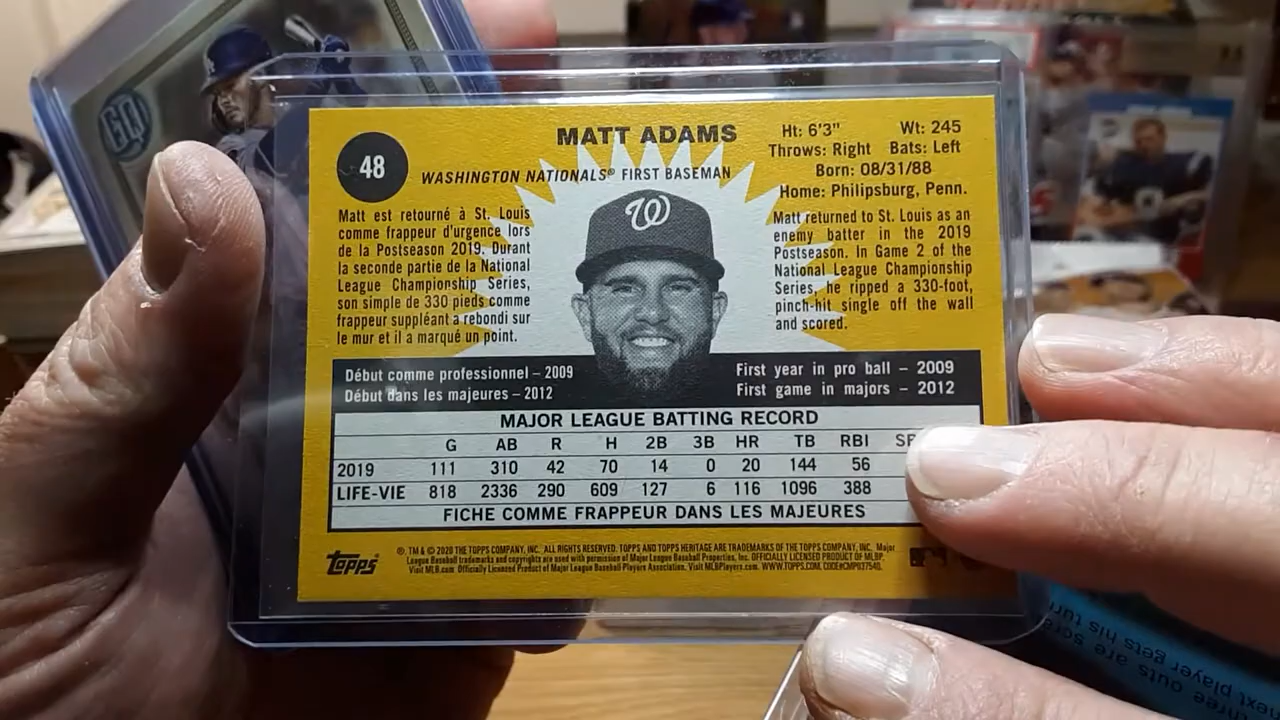 GQ
48
MATT ADAMS
WASHINGTON NATIONALS® FIRST BASEMAN
Ht: 6'3" Wt: 245
Throws: Right Bats: Left
Born: 08/31/88
Home: Philipsburg, Penn.
Matt est retourné à St. Louis
comme frappeur d'urgence lors
de la Postseason 2019. Durant
la seconde partie de la National
League Championship Series,
son simple de 330 pieds comme
frappeur suppléant a rebondi sur
le mur et il a marqué un point.
W
Matt returned to St. Louis as an
enemy batter in the 2019
Postseason. In Game 2 of the
National League Championship
Series, he ripped a 330-foot,
pinch-hit single off the wall
and scored.
Début comme professionnel – 2009
Début dans les majeures – 2012
First year in pro ball – 2009
First game in majors – 2012
MAJOR LEAGUE BATTING RECORD
G AB R H 2B 3B HR TB RBI
2019 111 310 42 70 14 0 20 144 56
LIFE-VIE 818 2336 290 609 127 6 116 1096 388
FICHE COMME FRAPPEUR DANS LES MAJEURES
Topps®
®, TM & © 2020 THE TOPPS COMPANY, INC. ALL RIGHTS RESERVED. TOPPS AND TOPPS HERITAGE ARE TRADEMARKS OF THE TOPPS COMPANY, INC. Major
League Baseball trademarks and copyrights are used with permission of Major League Baseball Properties, Inc. OFFICIALLY LICENSED PRODUCT OF MLBP.
Visit MLB.com Officially Licensed Product of Major League Baseball Players Association. Visit MLBPlayers.com. WWW.TOPPS.COM, CODE#CMP037540.
next player gets his turn
three outs are